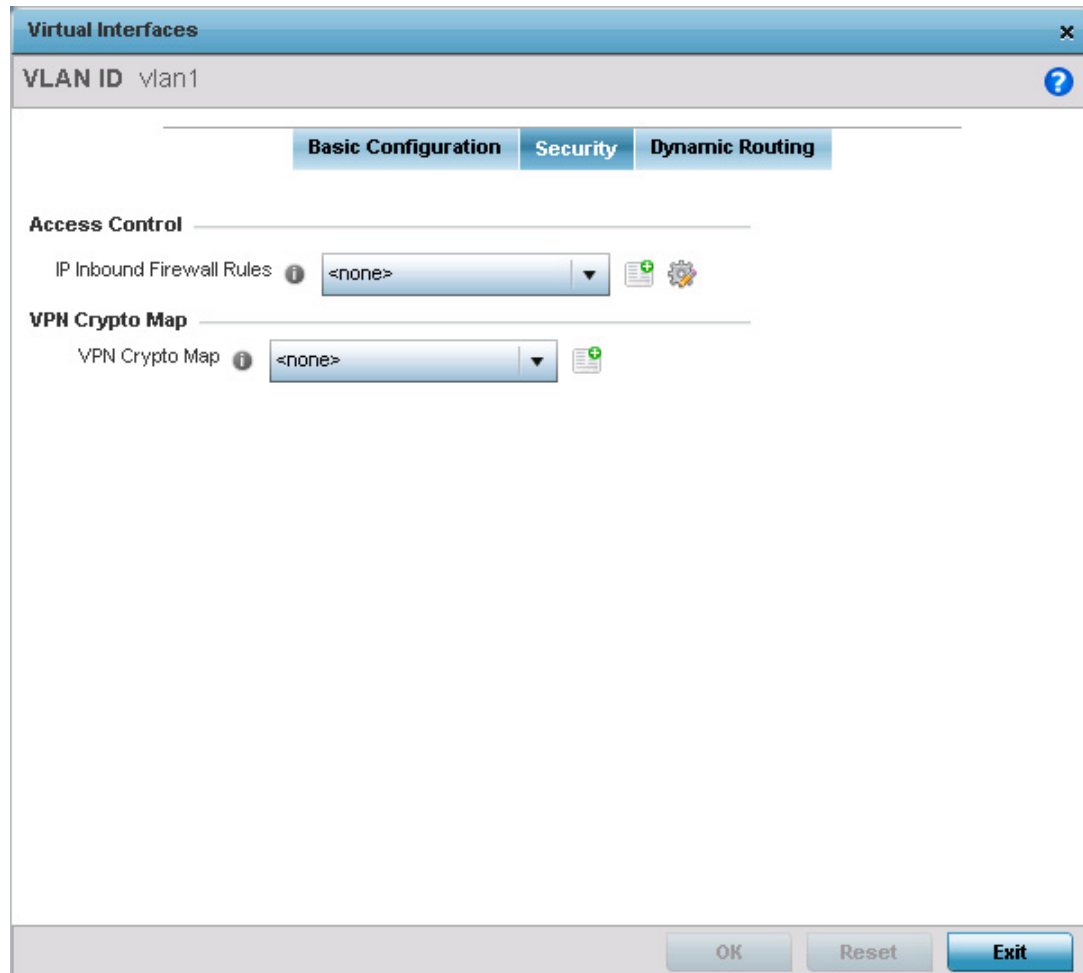 Virtual Interfaces
VLAN ID vlan1
Basic Configuration Security Dynamic Routing
Access Control
IP Inbound Firewall Rules <none>
VPN Crypto Map
VPN Crypto Map <none>
OK Reset Exit